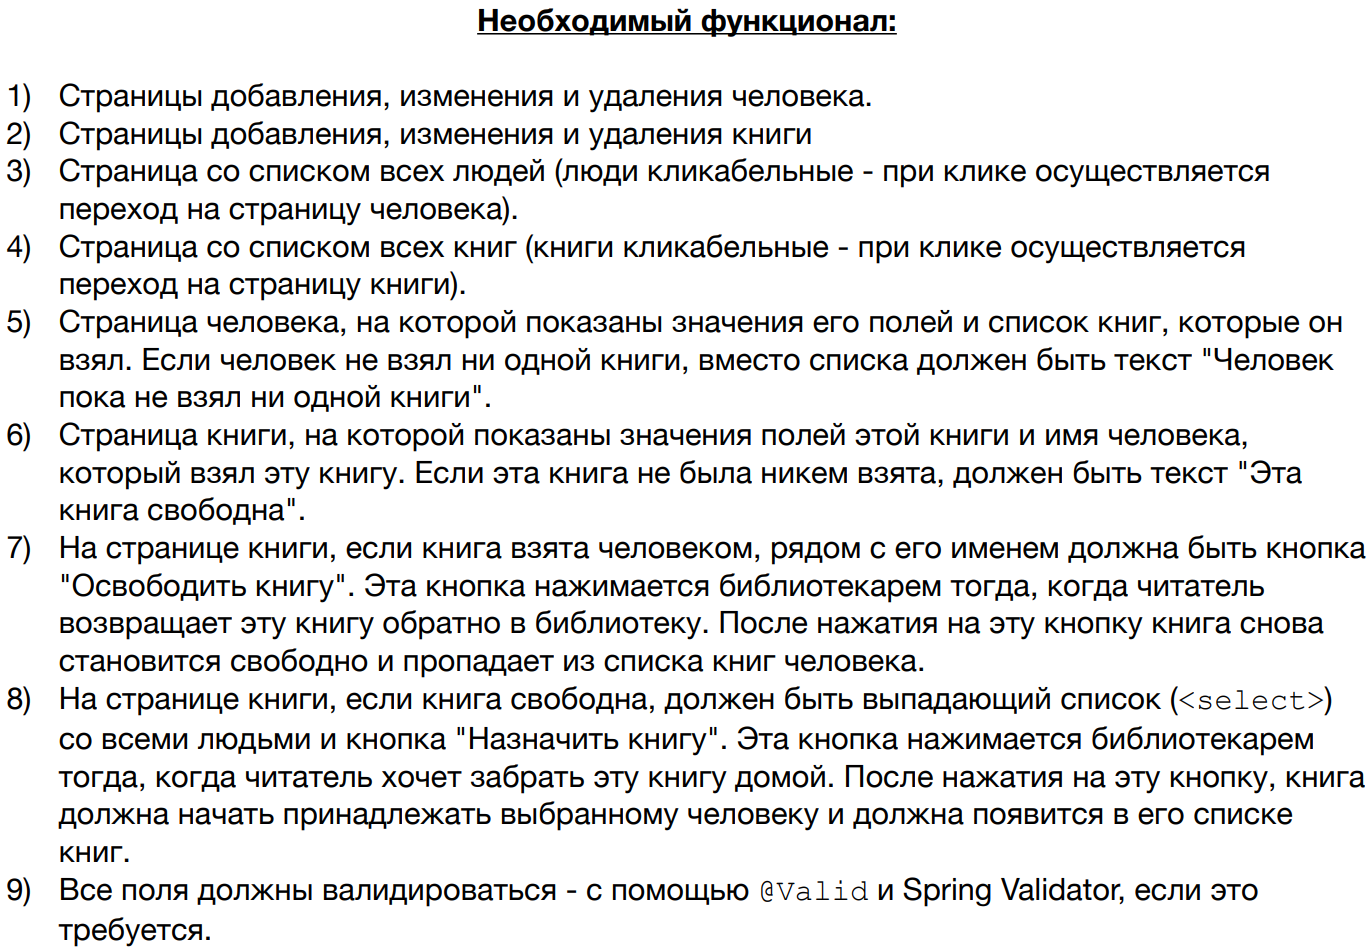 Необходимый функционал:
1) Страницы добавления, изменения и удаления человека.
2) Страницы добавления, изменения и удаления книги
3) Страница со списком всех людей (люди кликабельные - при клике осуществляется
переход на страницу человека).
4) Страница со списком всех книг (книги кликабельные - при клике осуществляется
переход на страницу книги).
5) Страница человека, на которой показаны значения его полей и список книг, которые он
взял. Если человек не взял ни одной книги, вместо списка должен быть текст "Человек
пока не взял ни одной книги".
6) Страница книги, на которой показаны значения полей этой книги и имя человека,
который взял эту книгу. Если эта книга не была никем взята, должен быть текст "Эта
книга свободна".
7) На странице книги, если книга взята человеком, рядом с его именем должна быть кнопка
"Освободить книгу". Эта кнопка нажимается библиотекарем тогда, когда читатель
возвращает эту книгу обратно в библиотеку. После нажатия на эту кнопку книга снова
становится свободно и пропадает из списка книг человека.
8) На странице книги, если книга свободна, должен быть выпадающий список (<select>)
со всеми людьми и кнопка "Назначить книгу". Эта кнопка нажимается библиотекарем
тогда, когда читатель хочет забрать эту книгу домой. После нажатия на эту кнопку, книга
должна начать принадлежать выбранному человеку и должна появится в его списке
книг.
9) Все поля должны валидироваться - с помощью @Valid и Spring Validator, если это
требуется.